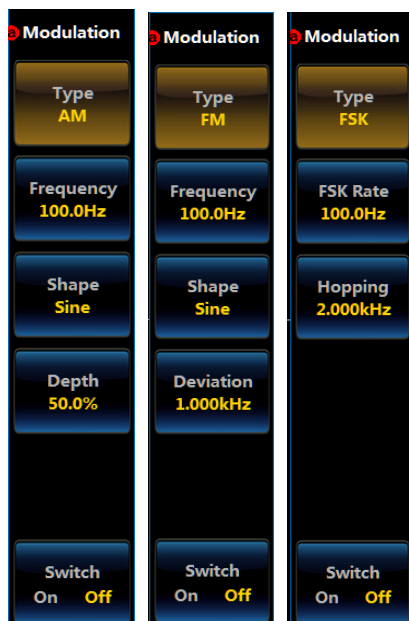 a Modulation
Type
AM
Frequency
100.0Hz
Shape
Sine
Depth
50.0%
Switch
On Off
a Modulation
Type
FM
Frequency
100.0Hz
Shape
Sine
Deviation
1.000kHz
Switch
On Off
a Modulation
Type
FSK
FSK Rate
100.0Hz
Hopping
2.000kHz
Switch
On Off